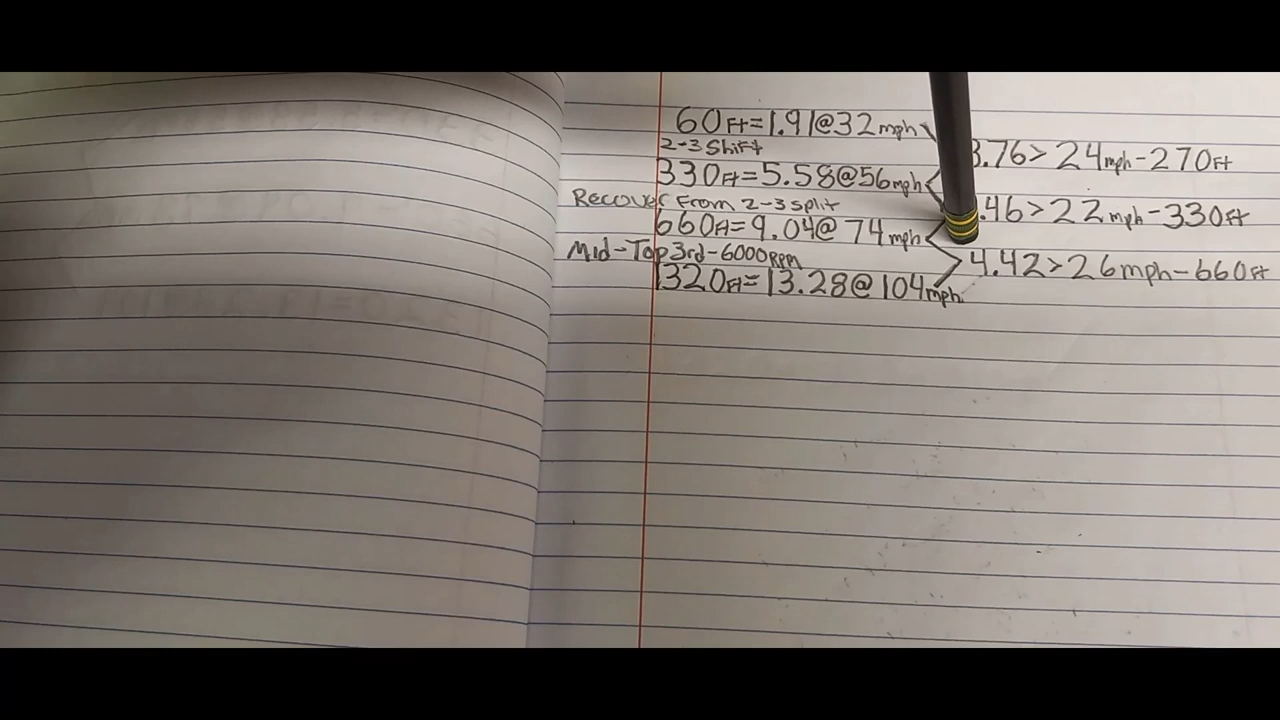 60Ft=1.91@32mph
2-3 Shift
.76>24mph-270Ft
330Ft=5.58@56mph
Recover From 2-3 split
.46>22mph-330ft
660Ft=9.04@74mph
Mid-Top 3rd-6000RPM
4.42>26mph-660ft
1320Ft=13.28@104mph